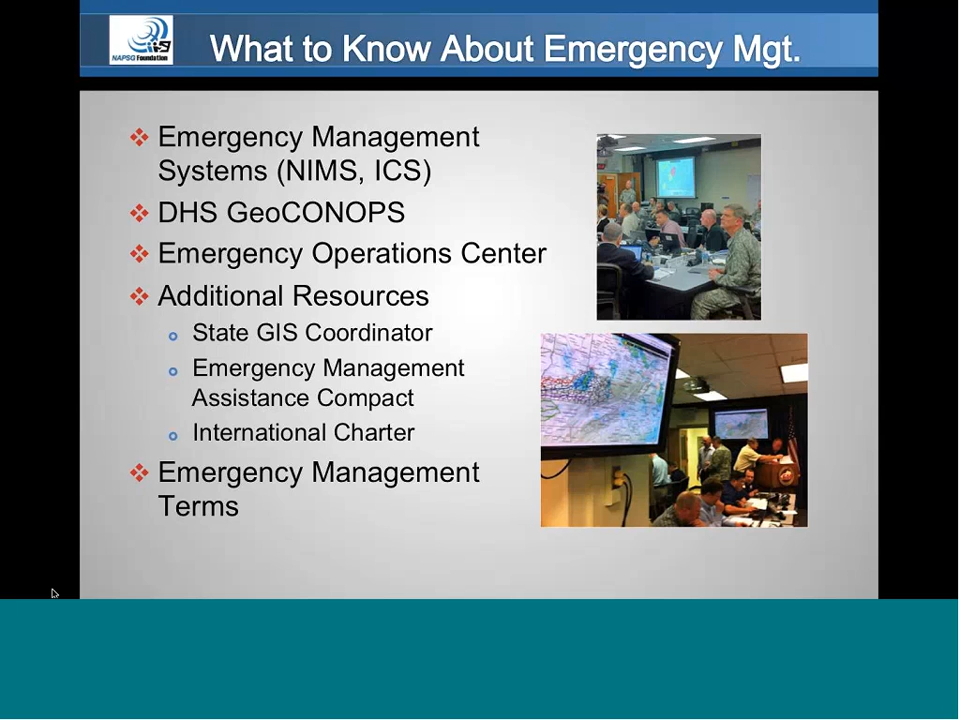 What to Know About Emergency Mgt.
NAPSG Foundation
Emergency Management
Systems (NIMS, ICS)
DHS GeoCONOPS
Emergency Operations Center
Additional Resources
State GIS Coordinator
Emergency Management
Assistance Compact
International Charter
Emergency Management
Terms